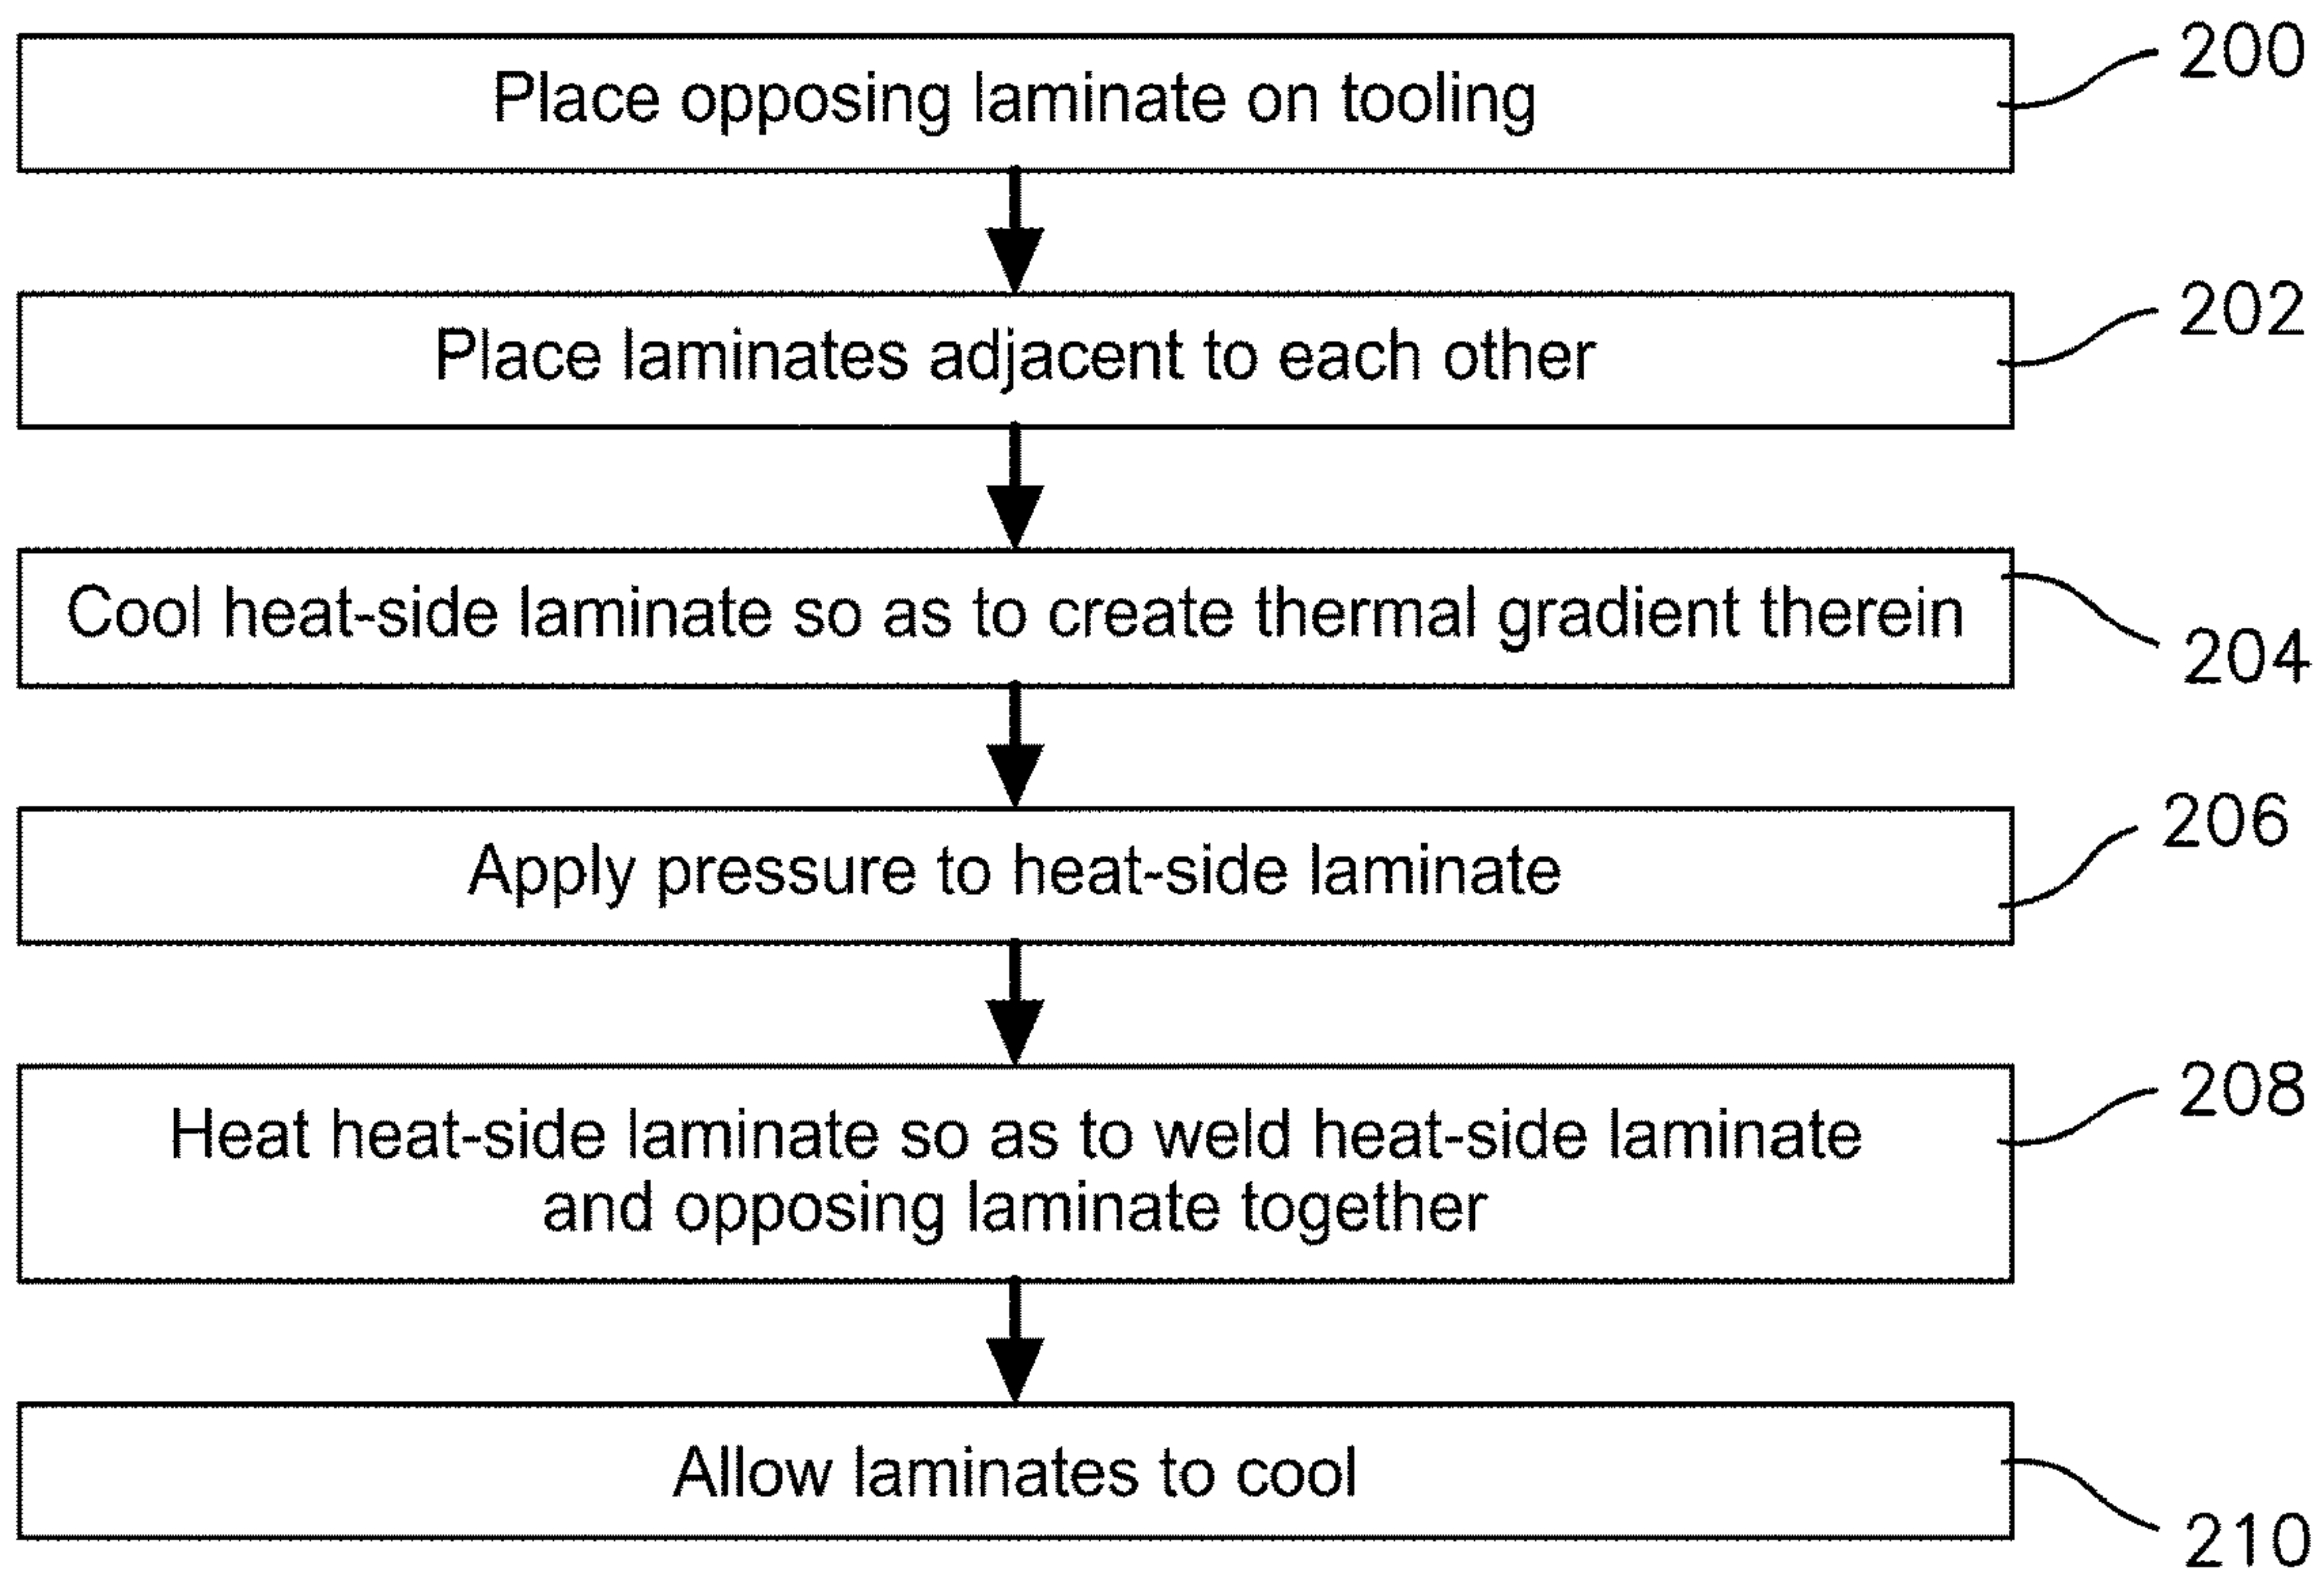 Place opposing laminate on tooling
200
Place laminates adjacent to each other
202
Cool heat-side laminate so as to create thermal gradient therein
204
Apply pressure to heat-side laminate
206
Heat heat-side laminate so as to weld heat-side laminate
and opposing laminate together
208
Allow laminates to cool
210